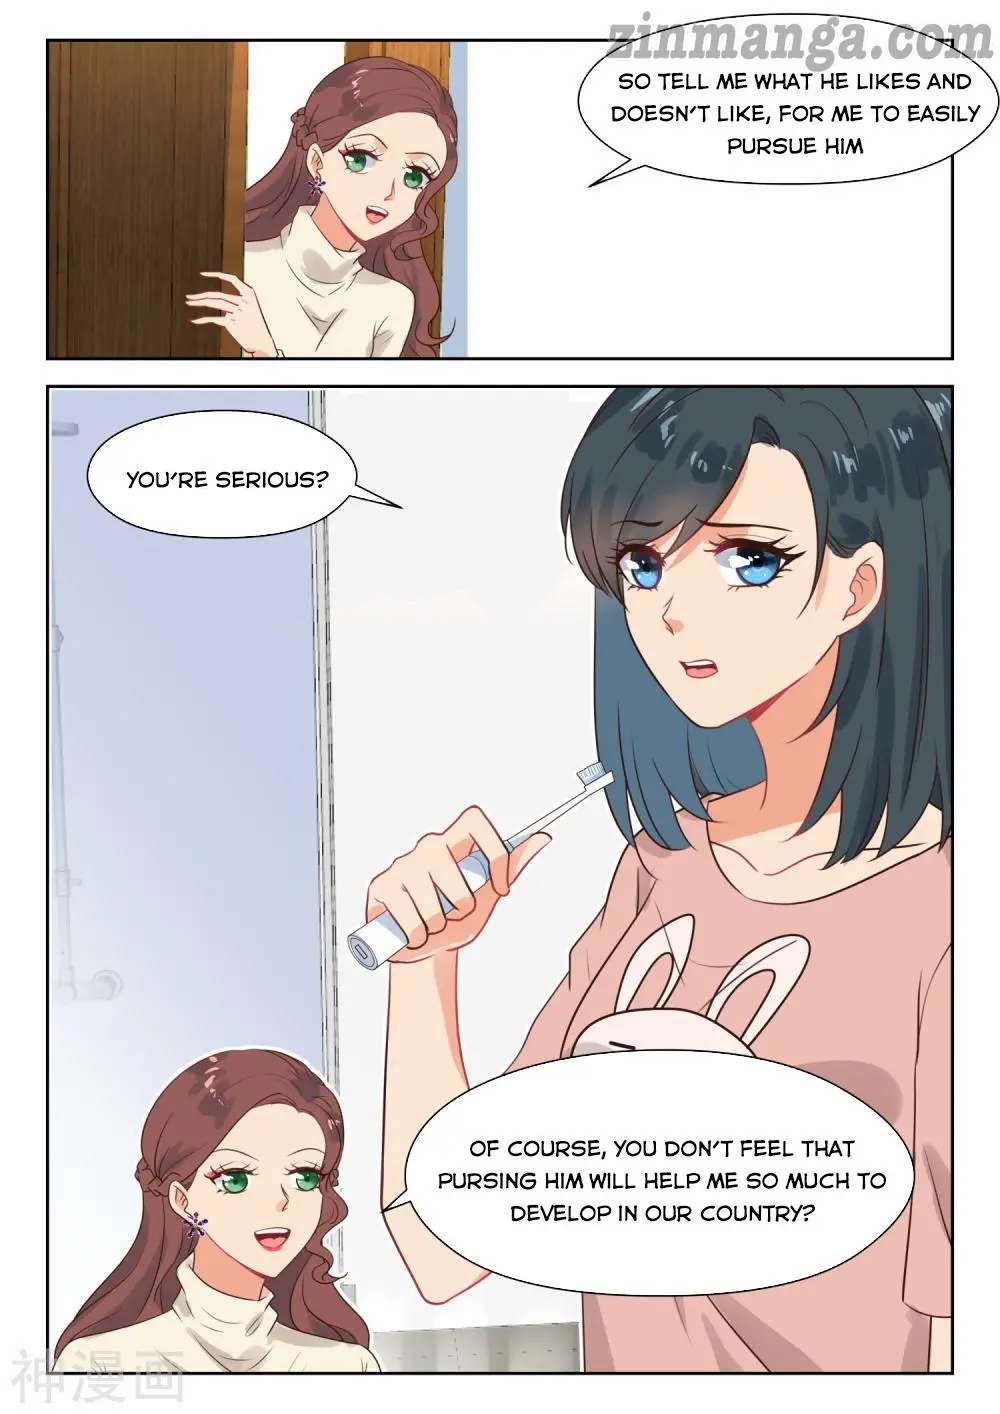 zinmanga.com
SO TELL ME WHAT HE LIKES AND
DOESN'T LIKE, FOR ME TO EASILY
PURSUE HIM
YOU'RE SERIOUS?
OF COURSE, YOU DON'T FEEL THAT
PURSING HIM WILL HELP ME SO MUCH TO
DEVELOP IN OUR COUNTRY?
神漫画